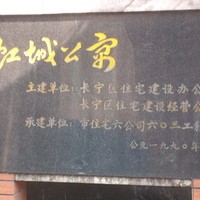 虹城公寓
主建单位:长宁区住宅建设办公
长宁区住宅建设经营公
承建单位:市住宅六公司六〇三工
公元一九九〇年